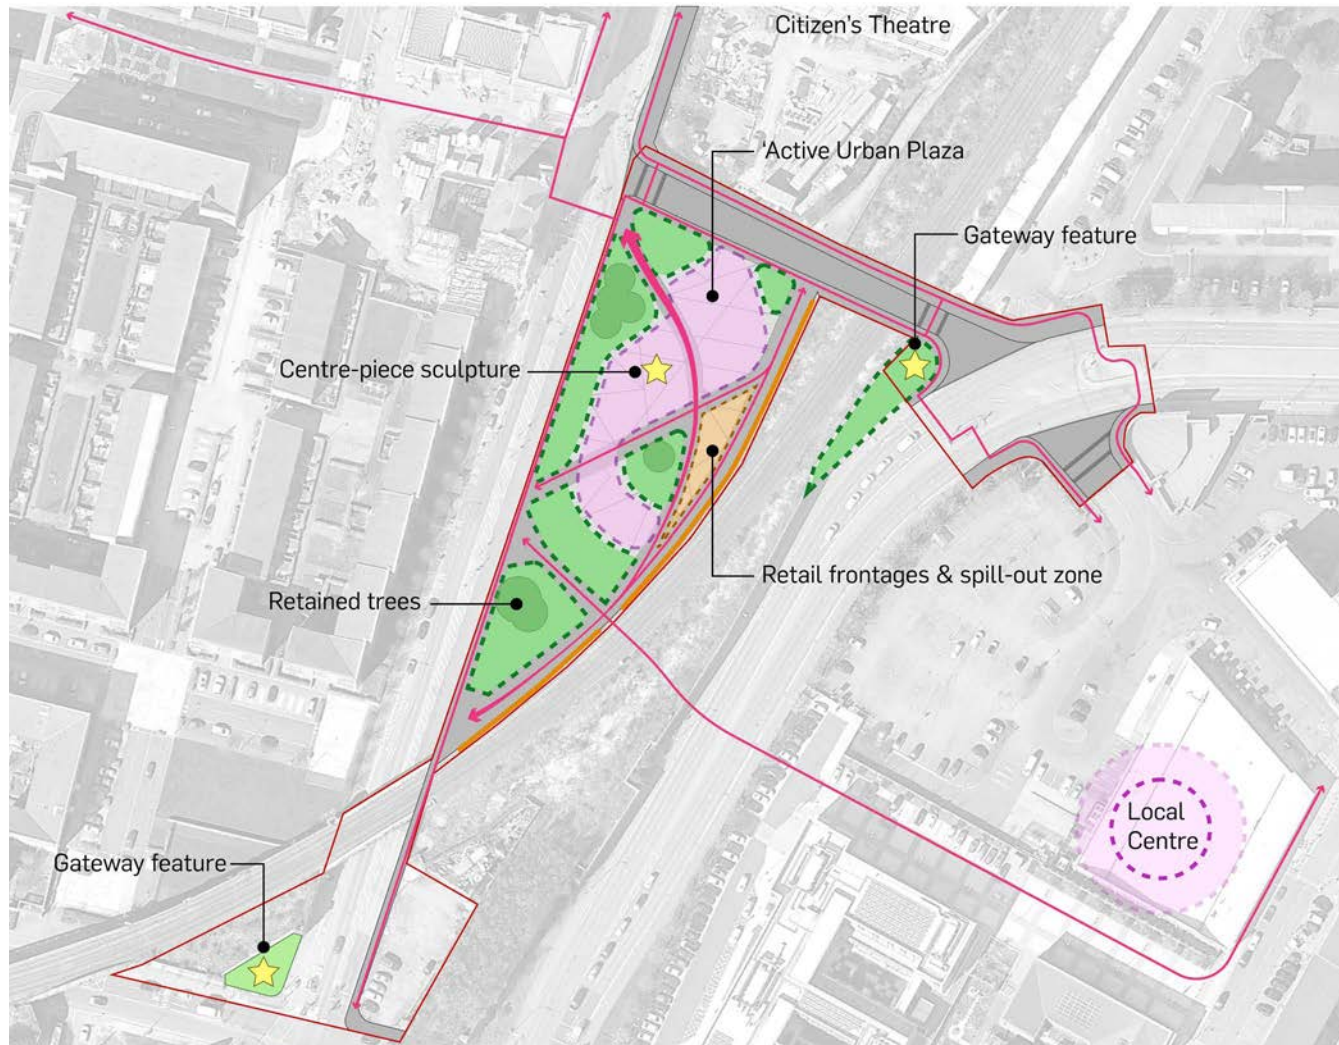 Citizen's Theatre
'Active Urban Plaza
Gateway feature
Centre-piece sculpture
Retail frontages & spill-out zone
Retained trees
Local
Centre
Gateway feature